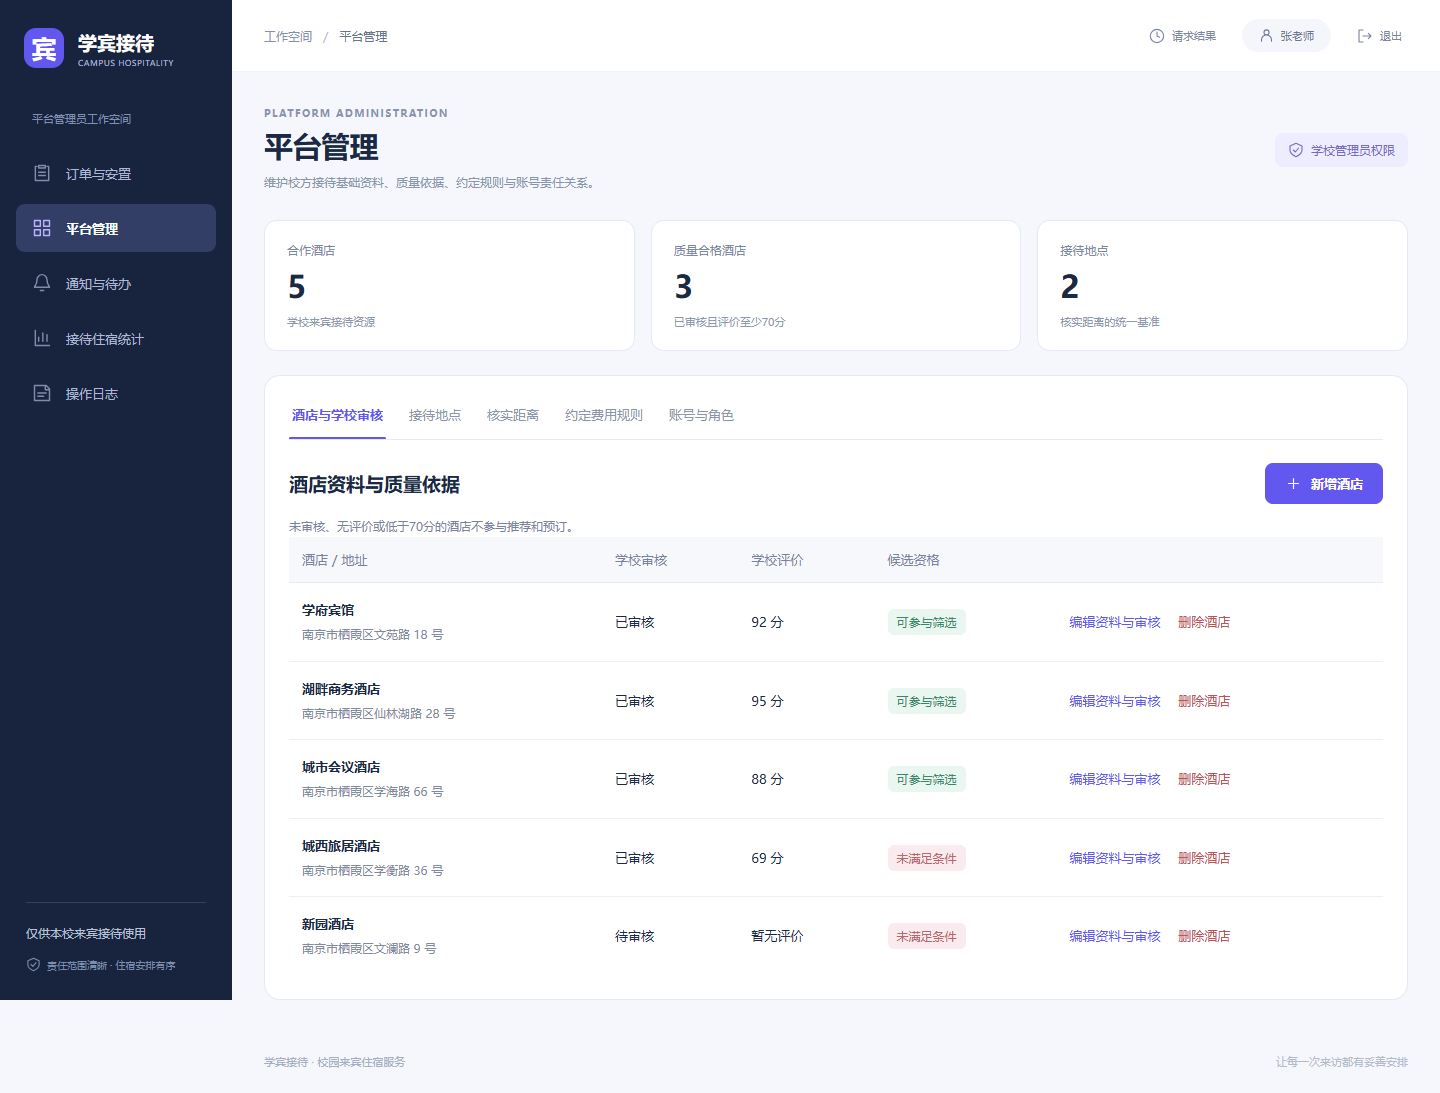 宾
学宾接待
CAMPUS HOSPITALITY
平台管理员工作空间
订单与安置
平台管理
通知与待办
接待住宿统计
操作日志
仅供本校来宾接待使用
责任范围清晰 · 住宿安排有序
工作空间 / 平台管理
请求结果
张老师
退出
PLATFORM ADMINISTRATION
平台管理
维护校方接待基础资料、质量依据、约定规则与账号责任关系。
学校管理员权限
合作酒店
5
学校来宾接待资源
质量合格酒店
3
已审核且评价至少70分
接待地点
2
核实距离的统一基准
酒店与学校审核 接待地点 核实距离 约定费用规则 账号与角色
酒店资料与质量依据
新增酒店
未审核、无评价或低于70分的酒店不参与推荐和预订。
酒店 / 地址 学校审核 学校评价 候选资格
学府宾馆
南京市栖霞区文苑路 18 号
已审核 92 分 可参与筛选 编辑资料与审核 删除酒店
湖畔商务酒店
南京市栖霞区仙林湖路 28 号
已审核 95 分 可参与筛选 编辑资料与审核 删除酒店
城市会议酒店
南京市栖霞区学海路 66 号
已审核 88 分 可参与筛选 编辑资料与审核 删除酒店
城西旅居酒店
南京市栖霞区学衡路 36 号
已审核 69 分 未满足条件 编辑资料与审核 删除酒店
新园酒店
南京市栖霞区文澜路 9 号
待审核 暂无评价 未满足条件 编辑资料与审核 删除酒店
学宾接待 · 校园来宾住宿服务
让每一次来访都有妥善安排